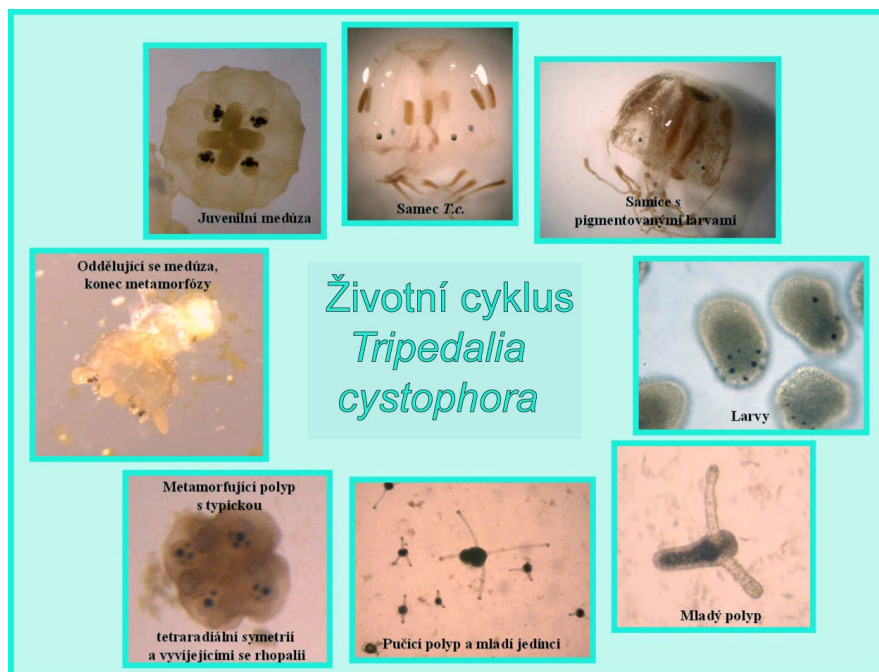 Životní cyklus
Tripedalia
cystophora
Juvenilní medúza
Samec T.c.
Samice s
pigmentovanými larvami
Larvy
Mladý polyp
Pučící polyp a mladí jedinci
Metamorfující polyp
s typickou
tetraradiální symetrií
a vyvíjejícími se rhopalii
Oddělující se medúza,
konec metamorfózy